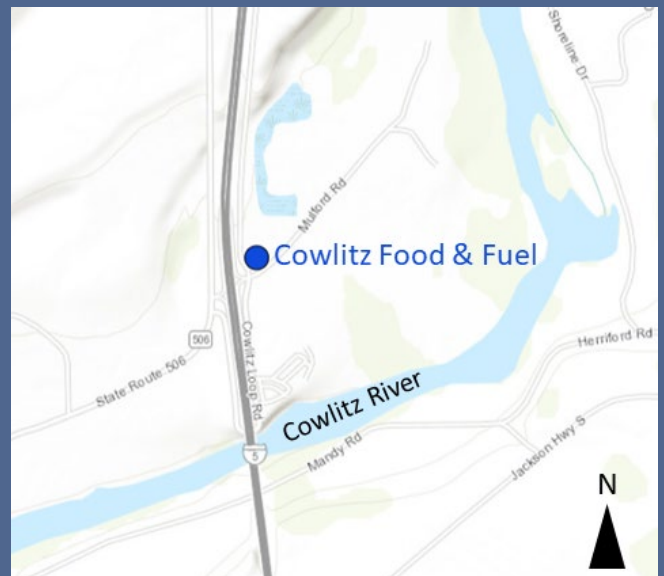 Shoreline Dr
Mulford Rd
Cowlitz Food & Fuel
506
State Route 506
Cowlitz Loop Rd
Herriford Rd
Cowlitz River
Mandy Rd
5
Jackson Hwy S
N